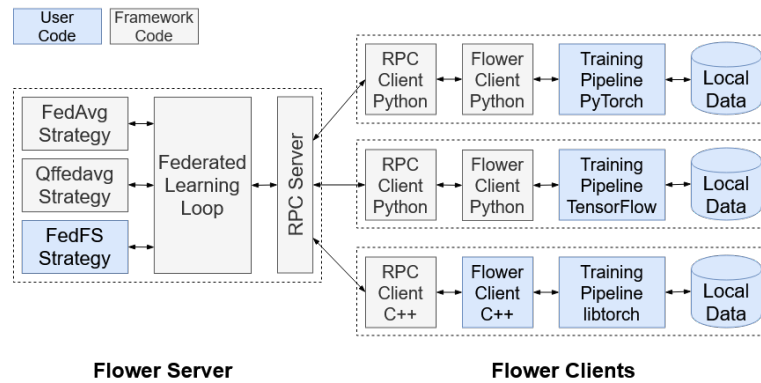 User
Code
Framework
Code
FedAvg
Strategy
Qffedavg
Strategy
FedFS
Strategy
Federated
Learning
Loop
RPC Server
RPC
Client
Python
Flower
Client
Python
Training
Pipeline
PyTorch
Local
Data
RPC
Client
Python
Flower
Client
Python
Training
Pipeline
TensorFlow
Local
Data
RPC
Client
C++
Flower
Client
C++
Training
Pipeline
libtorch
Local
Data
Flower Server
Flower Clients